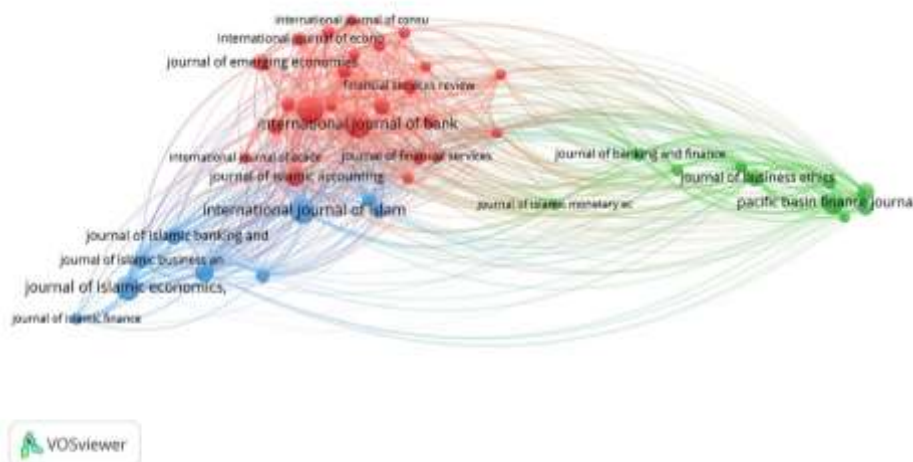 international journal of consu
international journal of econo
journal of emerging economies
financial services review
international journal of bank
international journal of acade
journal of financial services
journal of banking and finance
journal of islamic accounting
journal of business ethics
international journal of islam
journal of islamic monetary ec
pacific basin finance journa
journal of islamic banking and
journal of islamic business an
journal of islamic economics,
journal of islamic finance
VOSviewer